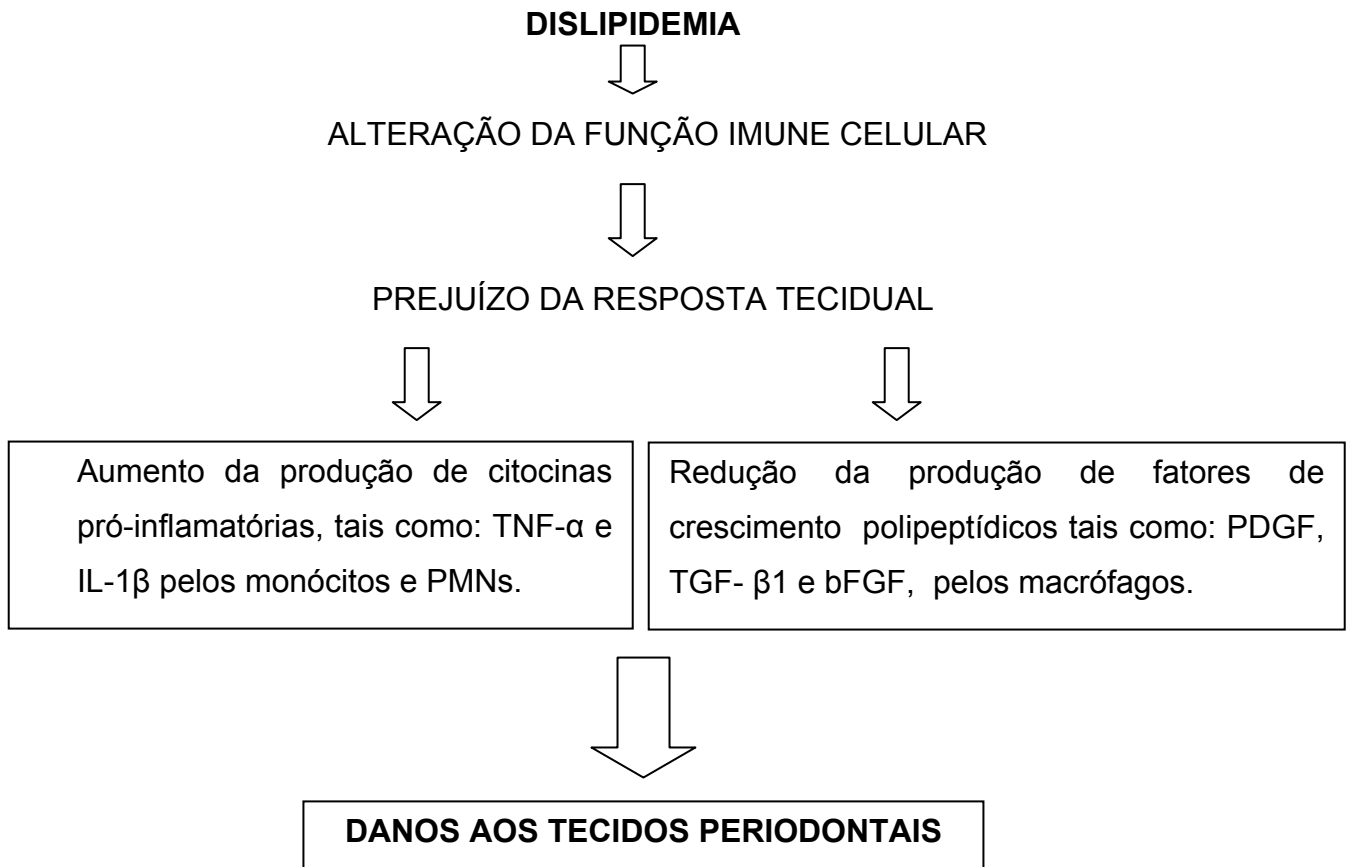 DISLIPIDEMIA
ALTERAÇÃO DA FUNÇÃO IMUNE CELULAR
PREJUÍZO DA RESPOSTA TECIDUAL
Aumento da produção de citocinas
pró-inflamatórias, tais como: TNF-α e
IL-1β pelos monócitos e PMNs.
Redução da produção de fatores de
crescimento polipeptídicos tais como: PDGF,
TGF- β1 e bFGF, pelos macrófagos.
DANOS AOS TECIDOS PERIODONTAIS